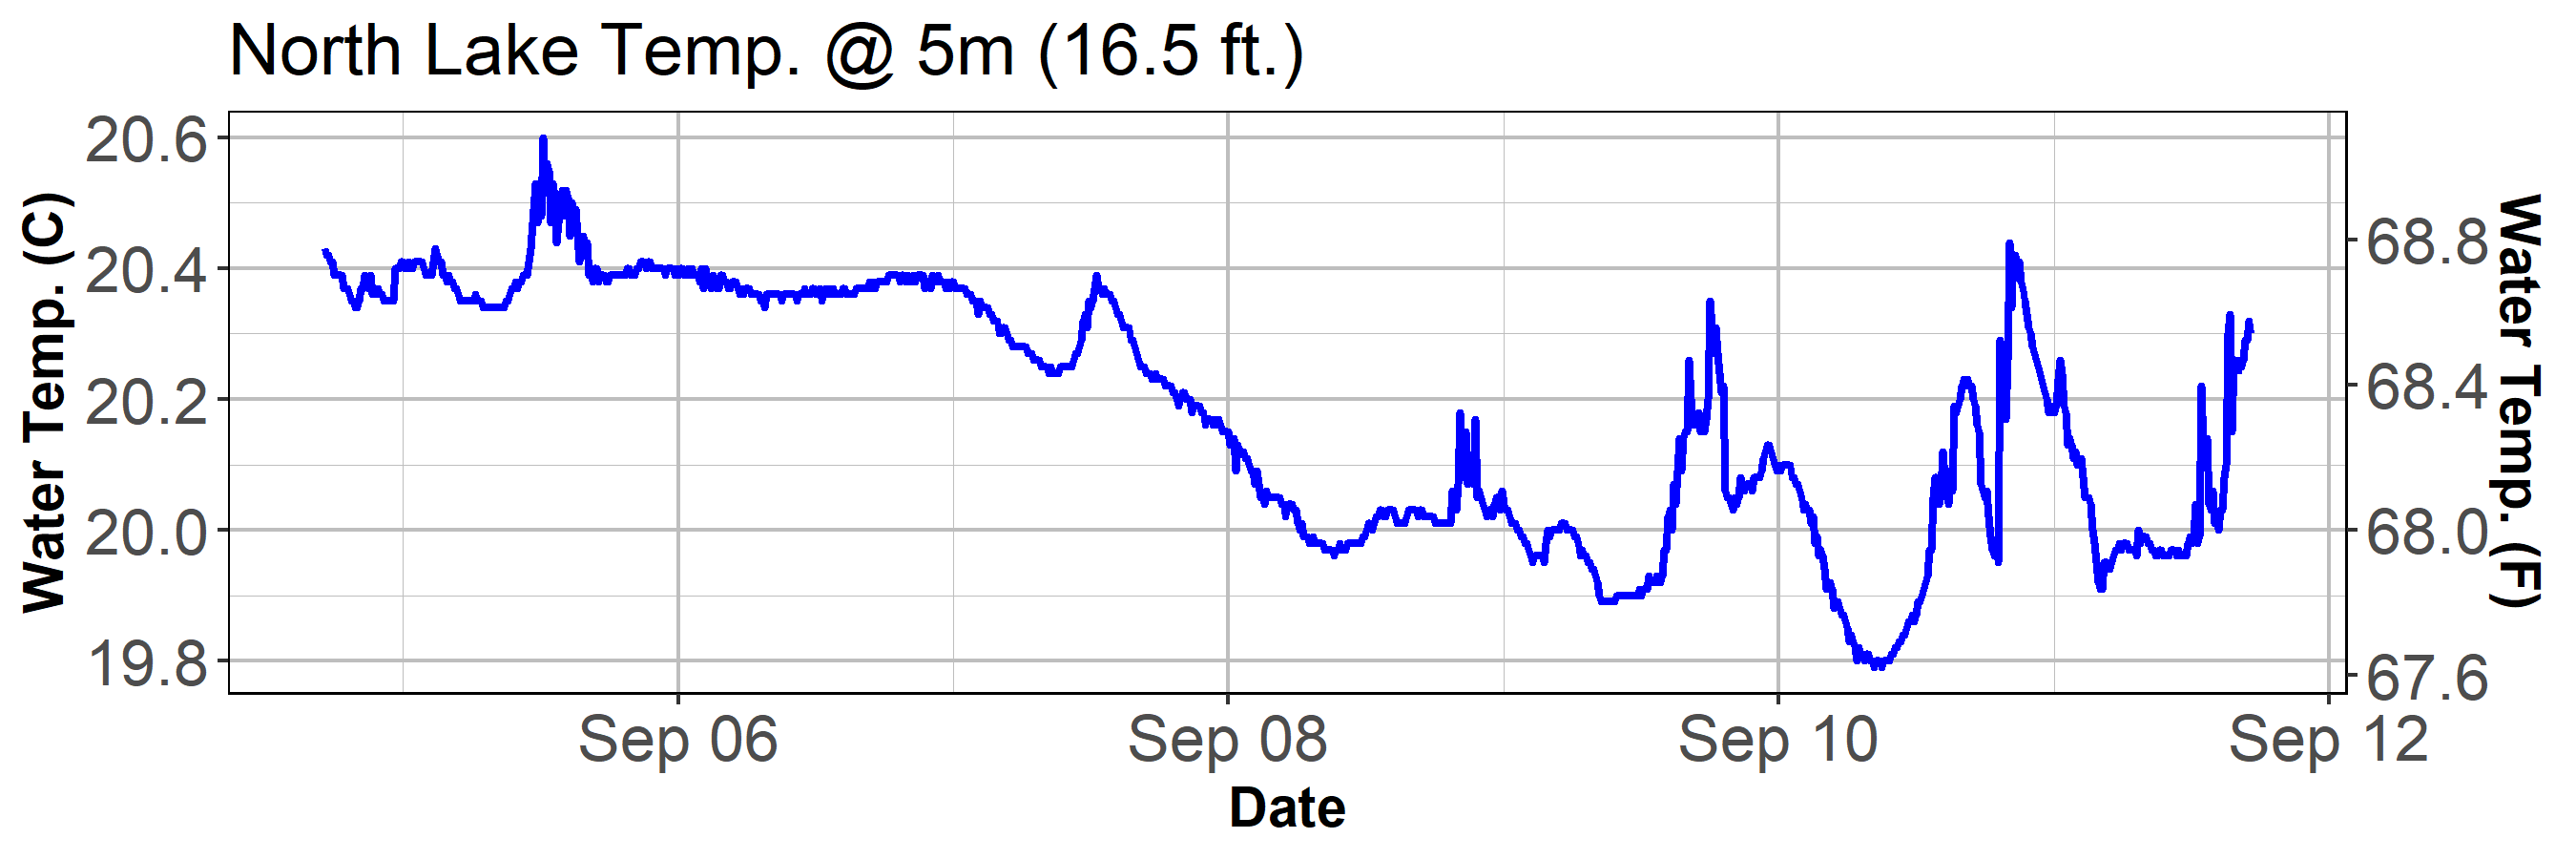 North Lake Temp. @ 5m (16.5 ft.)
Water Temp. (C)
20.6
20.4
20.2
20.0
19.8
68.8
68.4
68.0
67.6
Water Temp. (F)
Sep 06
Sep 08
Sep 10
Sep 12
Date